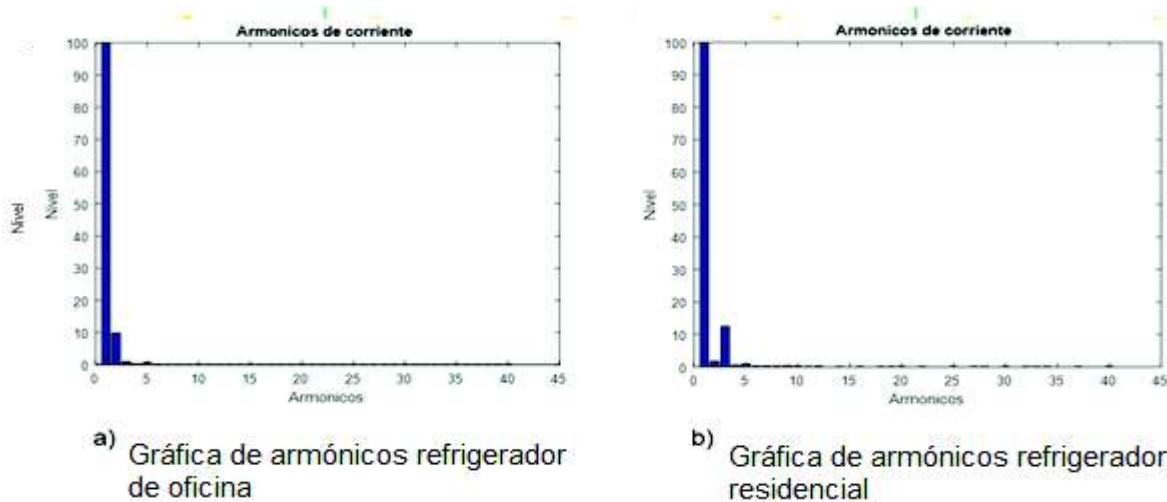 Armonicos de corriente
100
90
80
70
60
50
40
30
20
10
0
Nivel
Nivel
0 5 10 15 20 25 30 35 40 45
Armonicos
a) Gráfica de armónicos refrigerador
de oficina
Armonicos de corriente
100
90
80
70
60
50
40
30
20
10
0
Nivel
0 5 10 15 20 25 30 35 40 45
Armonicos
b) Gráfica de armónicos refrigerador
residencial